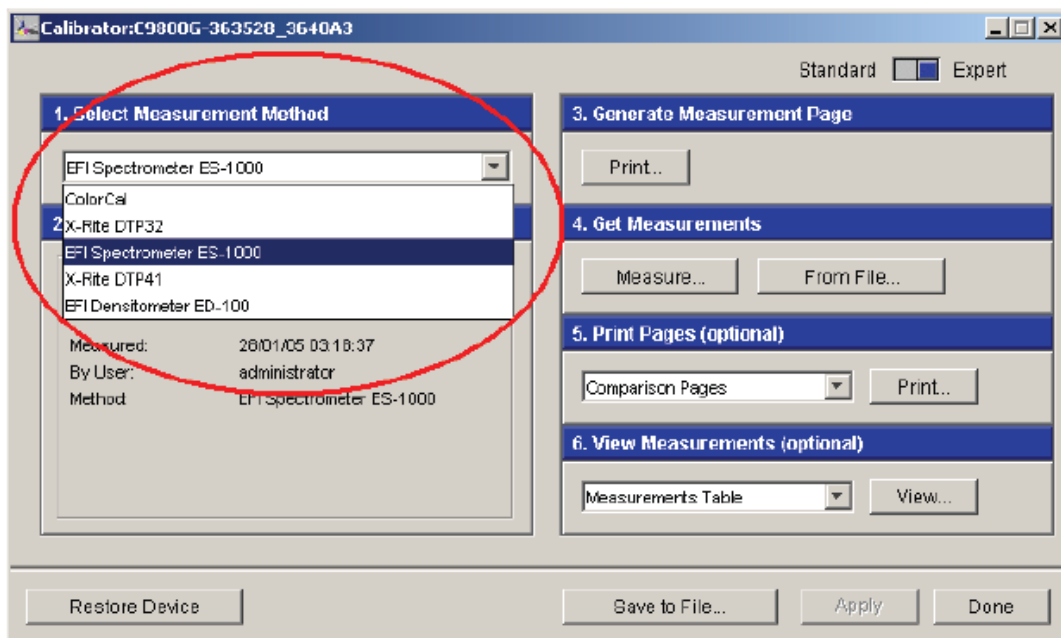 Calibrator:C9800G-363528_3640A3
Standard Expert
1. Select Measurement Method
EFI Spectrometer ES-1000
ColorCal
X-Rite DTP32
EFI Spectrometer ES-1000
X-Rite DTP41
EFI Densitometer ED-100
2
Measured: 26/01/05 03:16:37
By User: administrator
Method: EFI Spectrometer ES-1000
3. Generate Measurement Page
Print...
4. Get Measurements
Measure... From File...
5. Print Pages (optional)
Comparison Pages Print...
6. View Measurements (optional)
Measurements Table View...
Restore Device Save to File... Apply Done